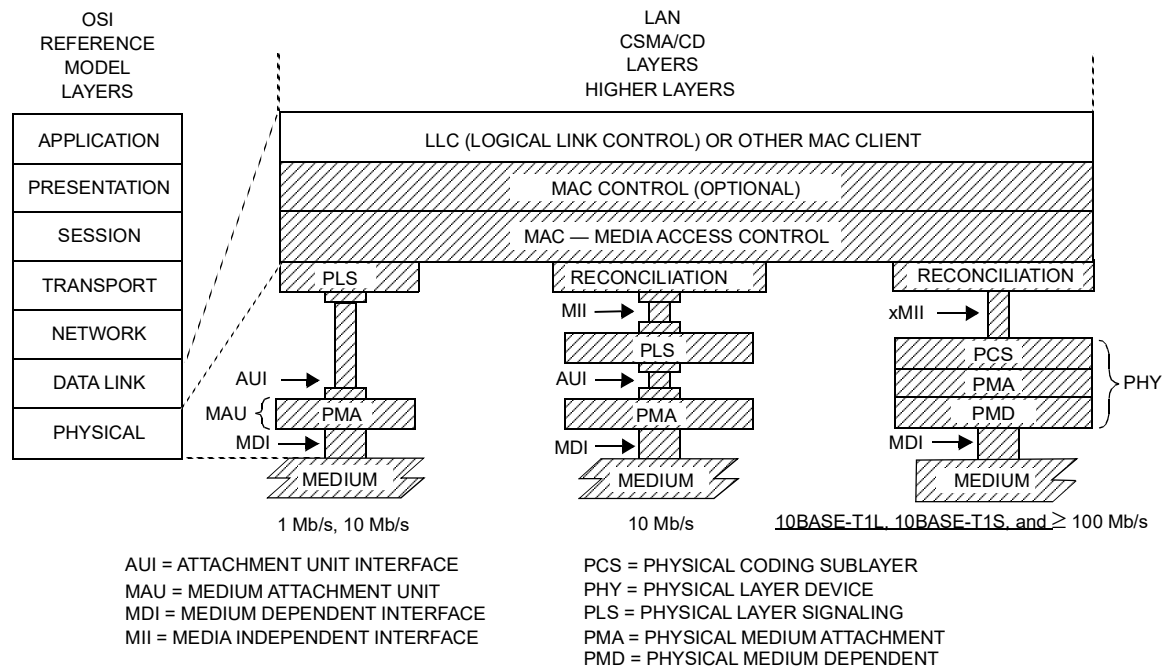 OSI
REFERENCE
MODEL
LAYERS
LAN
CSMA/CD
LAYERS
HIGHER LAYERS
APPLICATION
PRESENTATION
SESSION
TRANSPORT
NETWORK
DATA LINK
PHYSICAL
LLC (LOGICAL LINK CONTROL) OR OTHER MAC CLIENT
MAC CONTROL (OPTIONAL)
MAC — MEDIA ACCESS CONTROL
PLS
AUI
MAU
PMA
MDI
MEDIUM
1 Mb/s, 10 Mb/s
RECONCILIATION
MII
PLS
AUI
PMA
MDI
MEDIUM
10 Mb/s
RECONCILIATION
xMII
PCS
PMA
PMD
PHY
MDI
MEDIUM
10BASE-T1L, 10BASE-T1S, and ≥ 100 Mb/s
AUI = ATTACHMENT UNIT INTERFACE
MAU = MEDIUM ATTACHMENT UNIT
MDI = MEDIUM DEPENDENT INTERFACE
MII = MEDIA INDEPENDENT INTERFACE
PCS = PHYSICAL CODING SUBLAYER
PHY = PHYSICAL LAYER DEVICE
PLS = PHYSICAL LAYER SIGNALING
PMA = PHYSICAL MEDIUM ATTACHMENT
PMD = PHYSICAL MEDIUM DEPENDENT